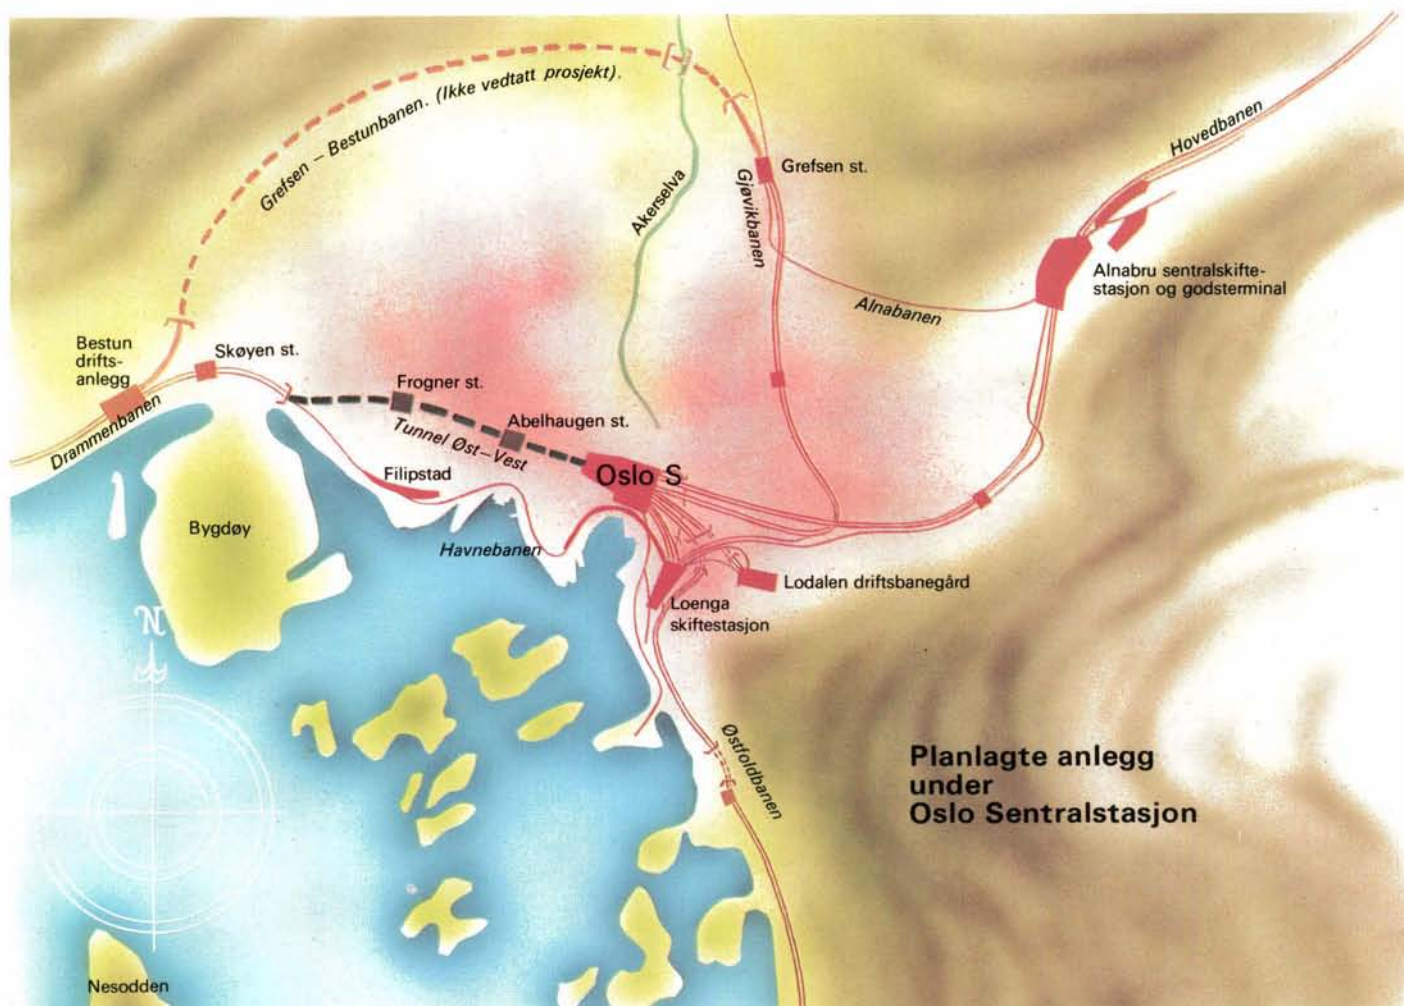 Grefsen – Bestunbanen. (Ikke vedtatt prosjekt).
Akerselva
Gjøvikbanen
Grefsen st.
Hovedbanen
Alnabru sentralskifte-
stasjon og godsterminal
Alnabanen
Bestun
drifts-
anlegg
Skøyen st.
Drammenbanen
Frogner st.
Abelhaugen st.
Tunnel Øst–Vest
Filipstad
Oslo S
Bygdøy
Havnebanen
Lodalen driftsbanegård
Loenga
skiftestasjon
N
Østfoldbanen
Planlagte anlegg
under
Oslo Sentralstasjon
Nesodden